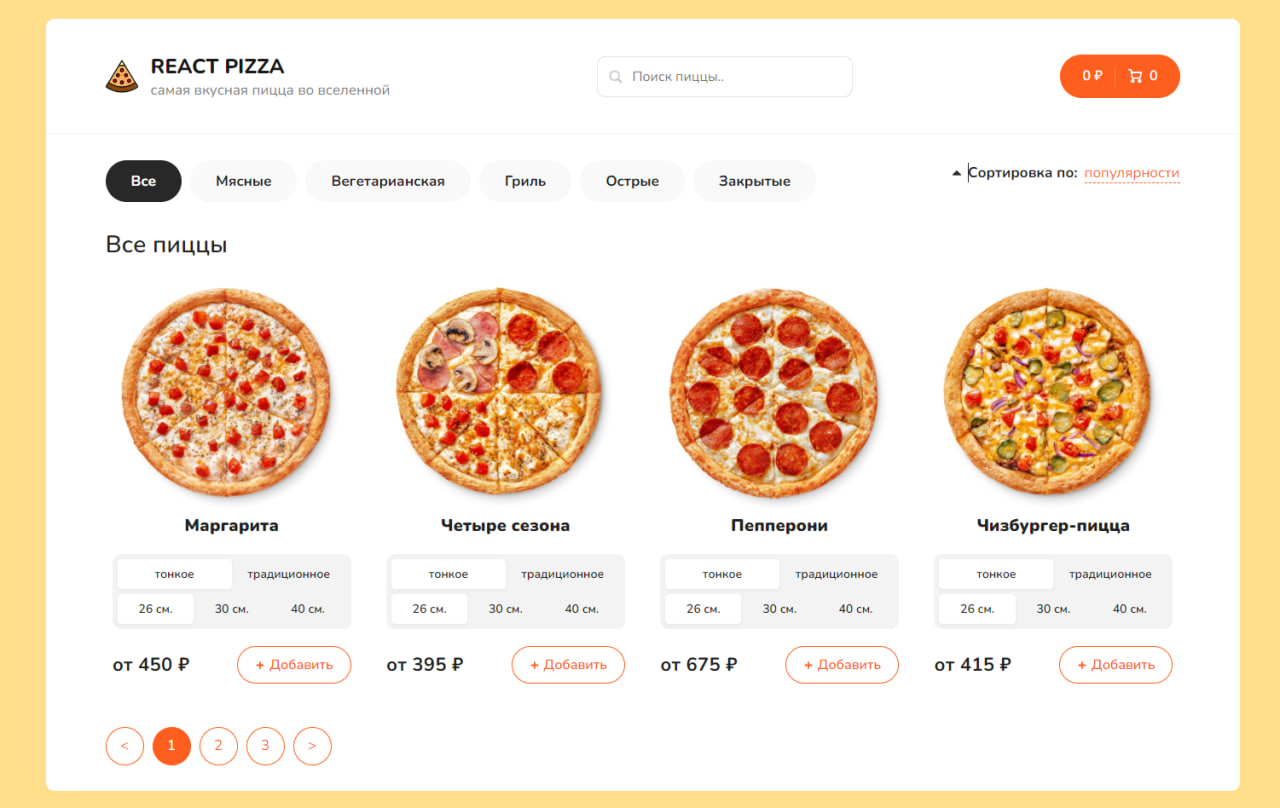 REACT PIZZA
самая вкусная пицца во вселенной
Поиск пиццы..
0 ₽ 0
Все Мясные Вегетарианская Гриль Острые Закрытые
Сортировка по: популярности
Все пиццы
Маргарита Четыре сезона Пепперони Чизбургер-пицца
тонкое традиционное тонкое традиционное тонкое традиционное тонкое традиционное
26 см. 30 см. 40 см. 26 см. 30 см. 40 см. 26 см. 30 см. 40 см. 26 см. 30 см. 40 см.
от 450 ₽ + Добавить от 395 ₽ + Добавить от 675 ₽ + Добавить от 415 ₽ + Добавить
< 1 2 3 >